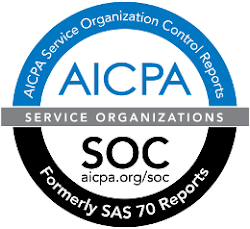 AICPA Service Organization Control Reports
AICPA
SERVICE ORGANIZATIONS
SOC
aicpa.org/soc
Formerly SAS 70 Reports